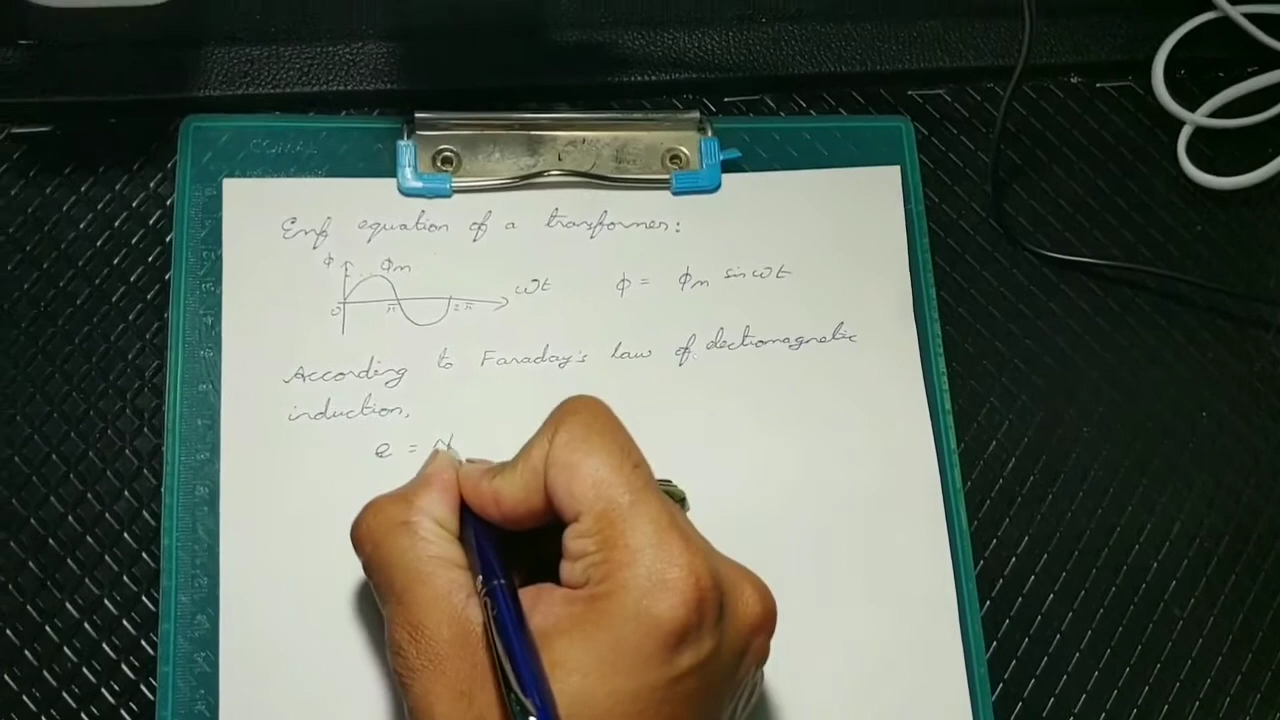 Emf equation of a transformer:
ϕ ϕm
ωt ϕ = ϕm sin ωt
0 π 2π
According to Faraday's law of electromagnetic
induction,
e = N